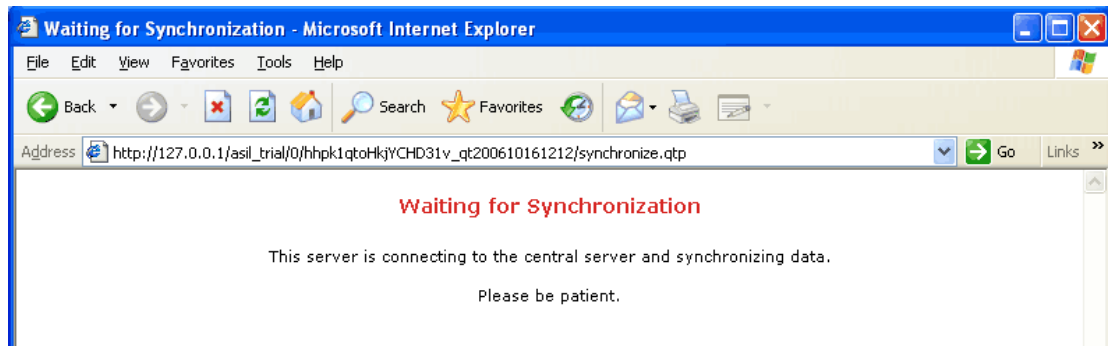 Waiting for Synchronization - Microsoft Internet Explorer
File Edit View Favorites Tools Help
Back Search Favorites
Address http://127.0.0.1/asil_trial/0/hhpk1qtoHkjYCHD31v_qt200610161212/synchronize.qtp Go Links »
Waiting for Synchronization
This server is connecting to the central server and synchronizing data.
Please be patient.